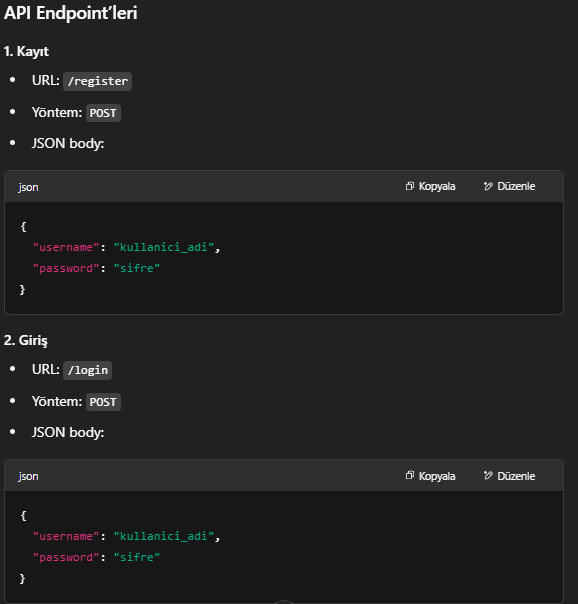 API Endpoint'leri
1. Kayıt
URL: /register
Yöntem: POST
JSON body:
json Kopyala Düzenle
{
"username": "kullanici_adi",
"password": "sifre"
}
2. Giriş
URL: /login
Yöntem: POST
JSON body:
json Kopyala Düzenle
{
"username": "kullanici_adi",
"password": "sifre"
}